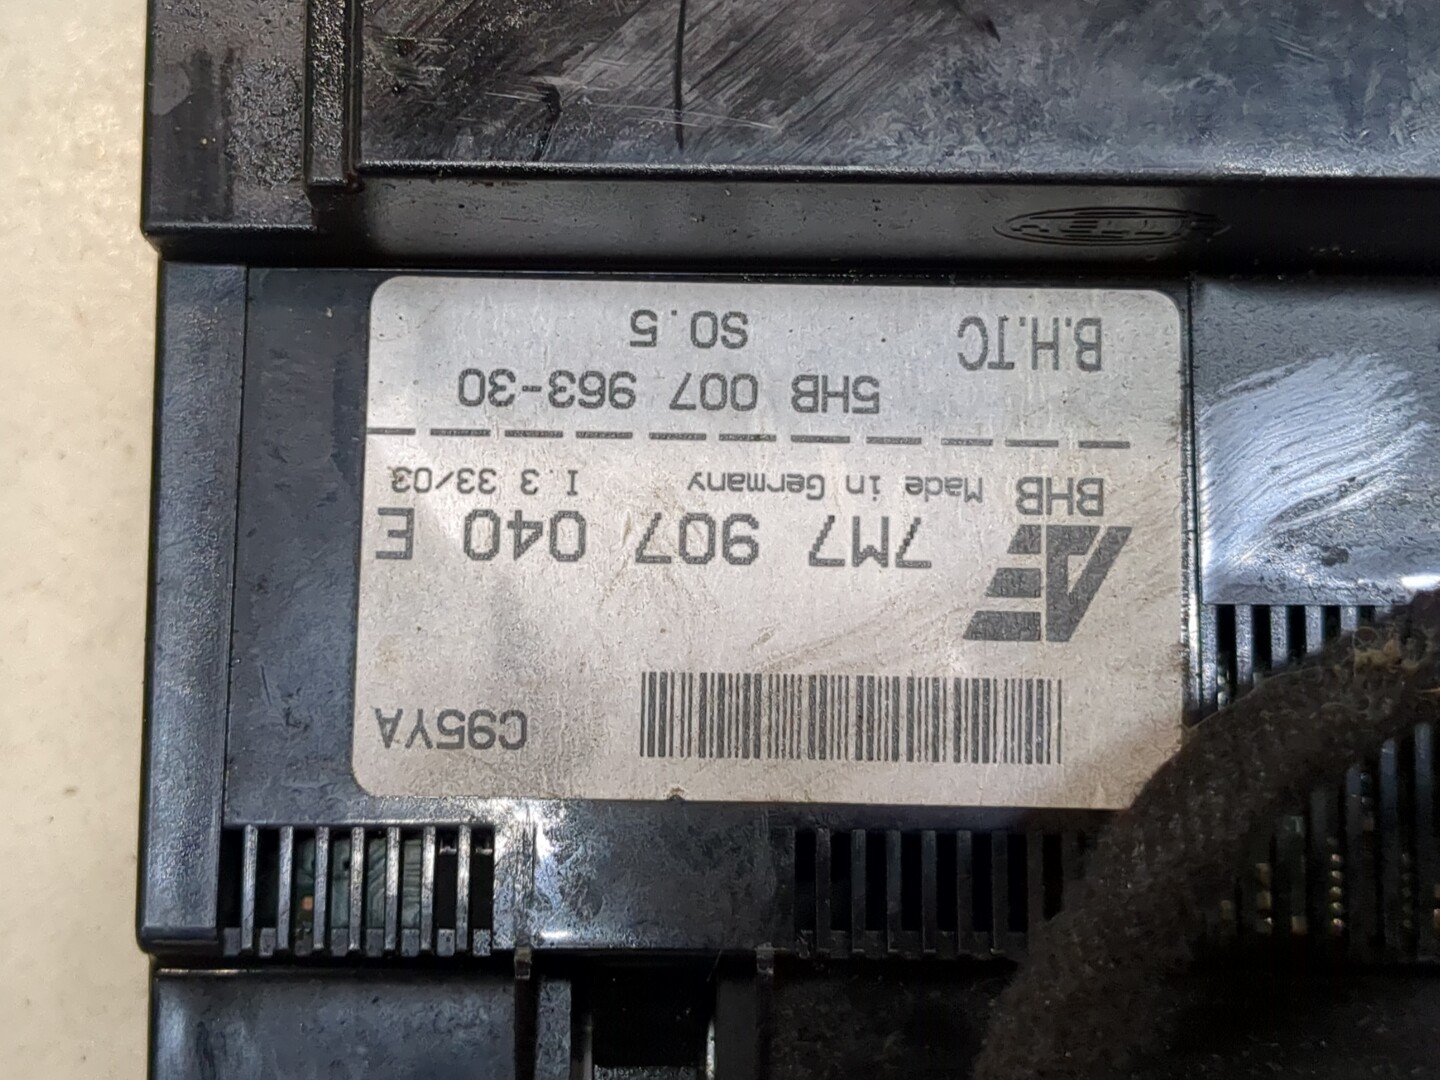 C95YA
7M7 907 040 E
BHB Made in Germany I.3 33/03
5HB 007 963-30
B.H.TC SO.5